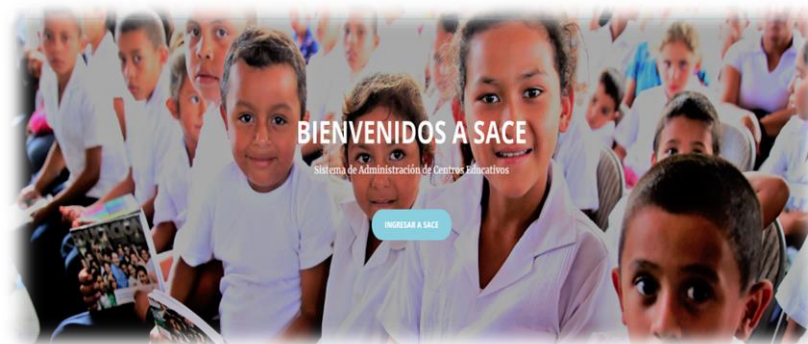 BIENVENIDOS A SACE
Sistema de Administración de Centros Educativos
INGRESAR A SACE